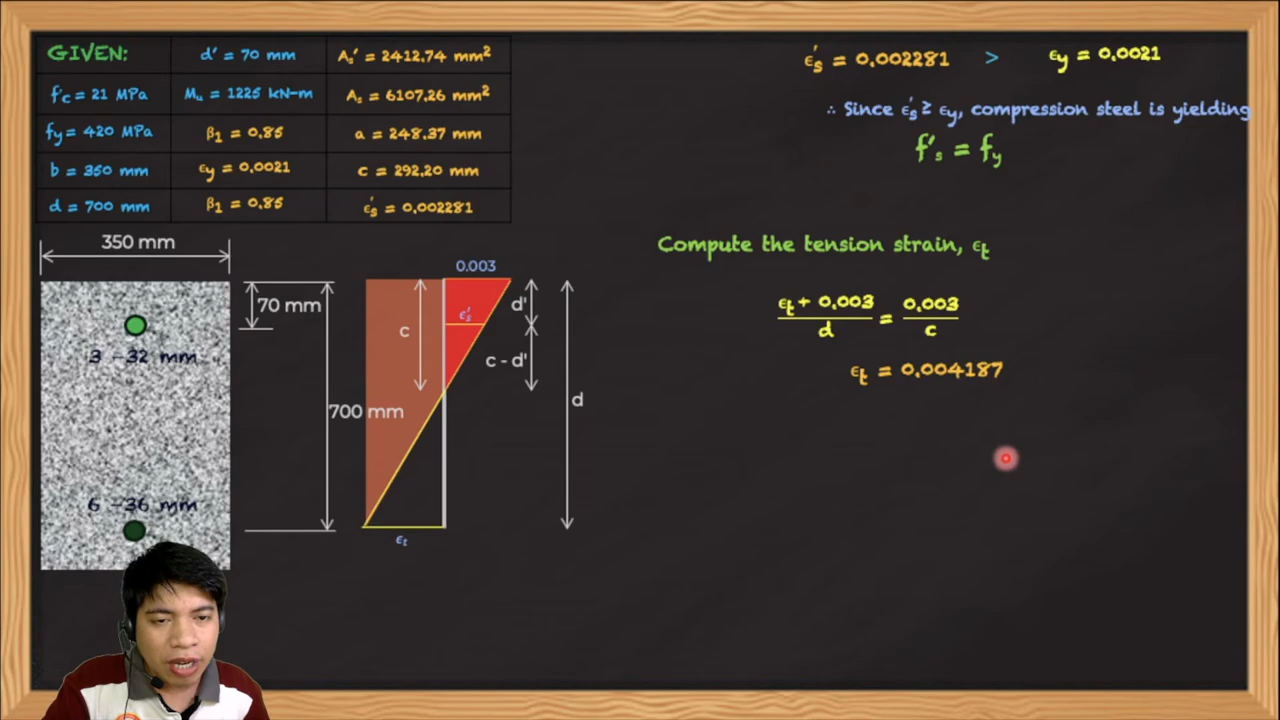 GIVEN: d' = 70 mm As' = 2412.74 mm²
f'c = 21 MPa Mu = 1225 kN-m As = 6107.26 mm²
fy = 420 MPa β1 = 0.85 a = 248.37 mm
b = 350 mm εy = 0.0021 c = 292.20 mm
d = 700 mm β1 = 0.85 ε's = 0.002281
350 mm
70 mm
3 -32 mm
700 mm
6 -36 mm
0.003
ε's
d'
c
c - d'
d
εt
ε's = 0.002281 > εy = 0.0021
∴ Since ε's ≥ εy, compression steel is yielding
f's = fy
Compute the tension strain, εt
εt + 0.003 / d = 0.003 / c
εt = 0.004187